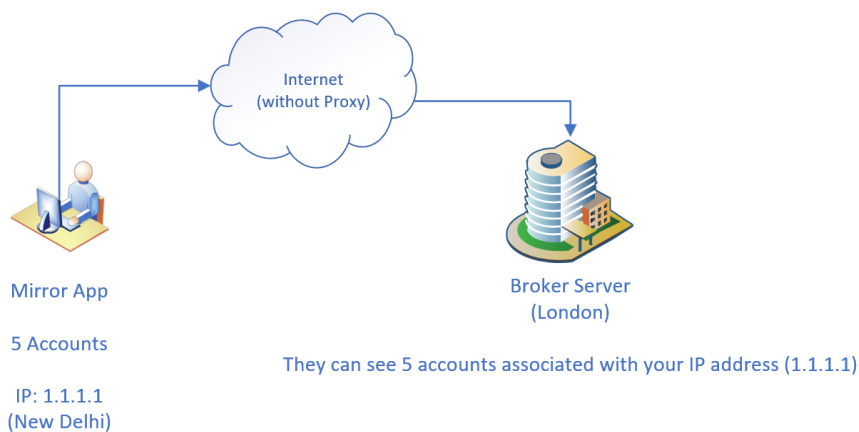 Internet
(without Proxy)
Mirror App
5 Accounts
IP: 1.1.1.1
(New Delhi)
Broker Server
(London)
They can see 5 accounts associated with your IP address (1.1.1.1)